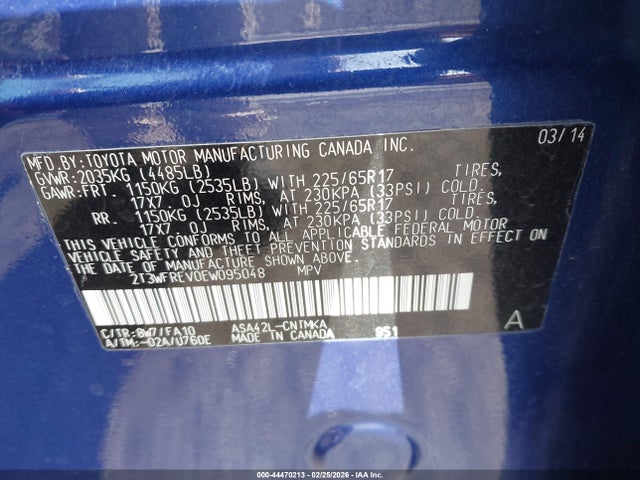 MFD.BY:TOYOTA MOTOR MANUFACTURING CANADA INC. 03/14
GVWR:2035KG (4485LB)
GAWR:FRT 1150KG (2535LB) WITH 225/65R17 TIRES,
17X7 0J RIMS, AT 230KPA (33PSI) COLD.
RR 1150KG (2535LB) WITH 225/65R17 TIRES,
17X7 0J RIMS, AT 230KPA (33PSI) COLD.
THIS VEHICLE CONFORMS TO ALL APPLICABLE FEDERAL MOTOR
VEHICLE SAFETY AND THEFT PREVENTION STANDARDS IN EFFECT ON
THE DATE OF MANUFACTURE SHOWN ABOVE.
2T3WFREV0EW095048 MPV
C/TR:8W7/FA10 ASA42L-CNTMKA 951
A/TM:-02A/U760E MADE IN CANADA A
000-44470213 - 02/25/2026 - IAA Inc.